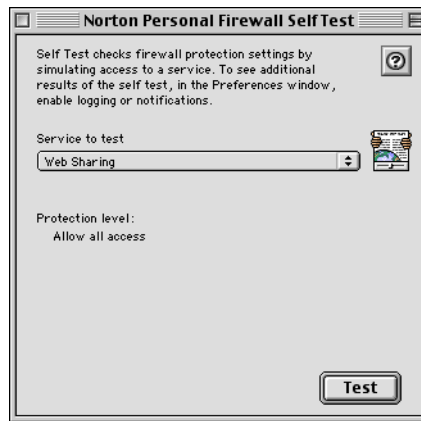 Norton Personal Firewall Self Test
Self Test checks firewall protection settings by
simulating access to a service. To see additional
results of the self test, in the Preferences window,
enable logging or notifications.
?
Service to test
Web Sharing
Protection level:
Allow all access
Test